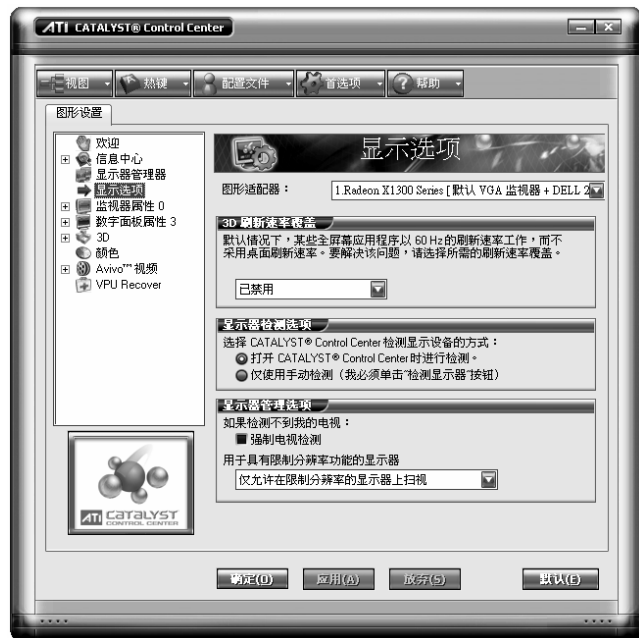 ATI CATALYST® Control Center
视图 热键 配置文件 首选项 帮助
图形设置
欢迎
信息中心
显示器管理器
显示选项
监视器属性 0
数字面板属性 3
3D
颜色
Avivo™ 视频
VPU Recover
显示选项
图形适配器：
1.Radeon X1300 Series [ 默认 VGA 监视器 + DELL 2
3D 刷新速率覆盖
默认情况下，某些全屏幕应用程序以 60 Hz 的刷新速率工作，而不
采用桌面刷新速率。要解决该问题，请选择所需的刷新速率覆盖。
已禁用
显示器检测选项
选择 CATALYST® Control Center 检测显示设备的方式：
打开 CATALYST® Control Center 时进行检测。
仅使用手动检测（我必须单击"检测显示器"按钮）
显示器管理选项
如果检测不到我的电视：
强制电视检测
用于具有限制分辨率功能的显示器
仅允许在限制分辨率的显示器上扫视
ATI CATALYST
CONTROL CENTER
确定(O) 应用(A) 放弃(S) 默认(E)